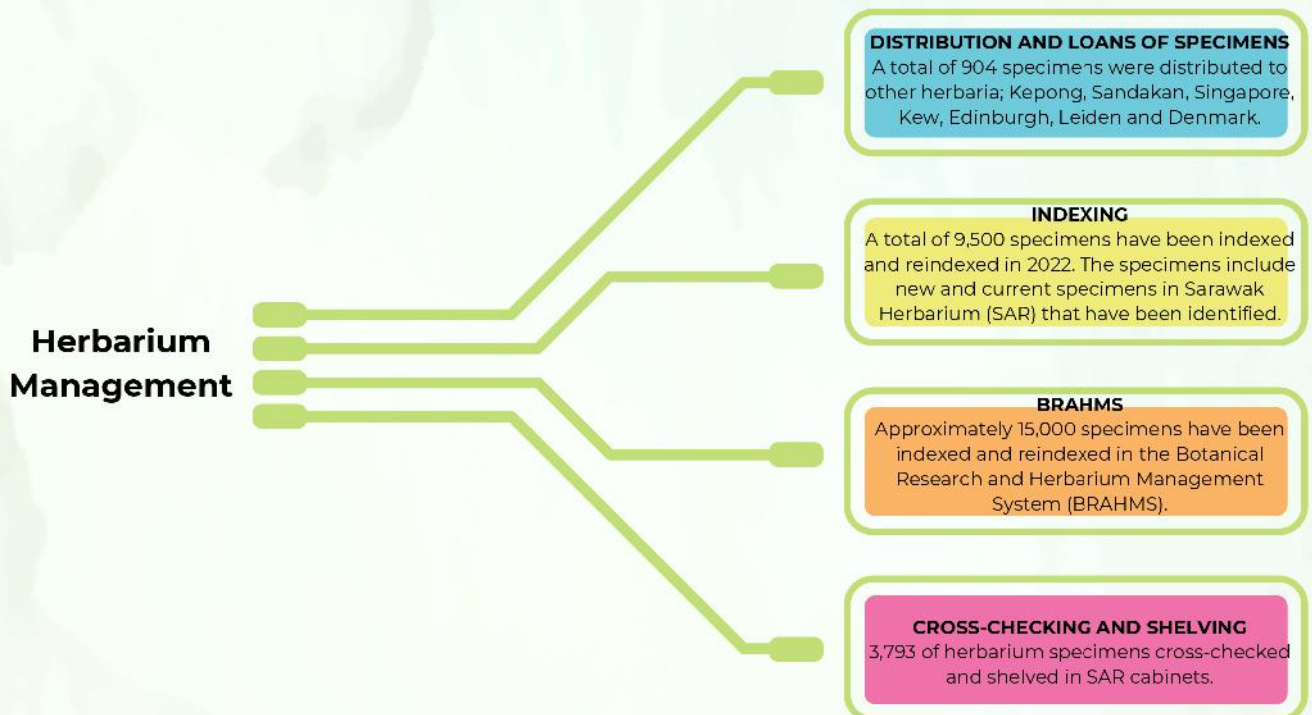 Herbarium
Management
DISTRIBUTION AND LOANS OF SPECIMENS
A total of 904 specimens were distributed to
other herbaria; Kepong, Sandakan, Singapore,
Kew, Edinburgh, Leiden and Denmark.
INDEXING
A total of 9,500 specimens have been indexed
and reindexed in 2022. The specimens include
new and current specimens in Sarawak
Herbarium (SAR) that have been identified.
BRAHMS
Approximately 15,000 specimens have been
indexed and reindexed in the Botanical
Research and Herbarium Management
System (BRAHMS).
CROSS-CHECKING AND SHELVING
3,793 of herbarium specimens cross-checked
and shelved in SAR cabinets.